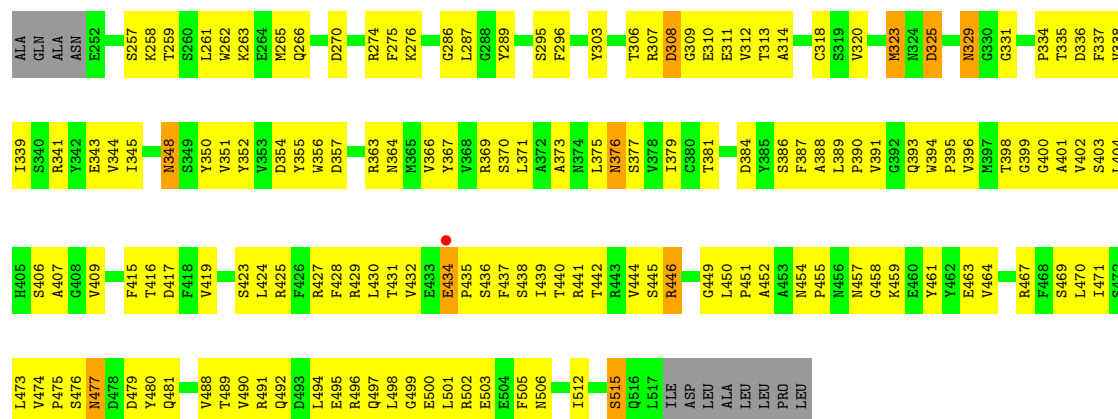 ALA GLN ALA ASN E252 S257 K258 T259 S260 L261 W262 K263 E264 M265 Q266 D270 R274 F275 K276 G286 L287 G288 Y289 S295 F296 Y303 T306 R307 D308 G309 E310 E311 V312 T313 A314 C318 S319 V320 M323 N324 D325 N329 G330 G331 P334 T335 D336 F337 V338
I339 S340 R341 Y342 E343 V344 I345 N348 S349 Y350 V351 Y352 V353 D354 Y355 W356 D357 R363 N364 M365 V366 Y367 V368 R369 S370 L371 A372 A373 N374 L375 N376 S377 V378 I379 C380 T381 D384 Y385 S386 F387 A388 L389 P390 V391 G392 Q393 W394 P395 V396 M397 T398 G399 G400 A401 V402 S403 L404
H405 S406 A407 G408 V409 F415 T416 D417 F418 V419 S423 L424 R425 F426 R427 F428 R429 L430 T431 V432 E433 E434 P435 S436 F437 S438 I439 T440 R441 T442 R443 V444 S445 R446 G449 L450 P451 A452 A453 N454 P455 N456 N457 G458 K459 E460 Y461 Y462 E463 V464 R467 F468 S469 L470 I471 S472
L473 V474 P475 S476 N477 D478 D479 Y480 Q481 V488 T489 V490 R491 Q492 D493 L494 E495 R496 Q497 L498 G499 E500 L501 R502 E503 E504 F505 N506 I512 S515 Q516 L517 ILE ASP LEU ALA LEU LEU PRO LEU